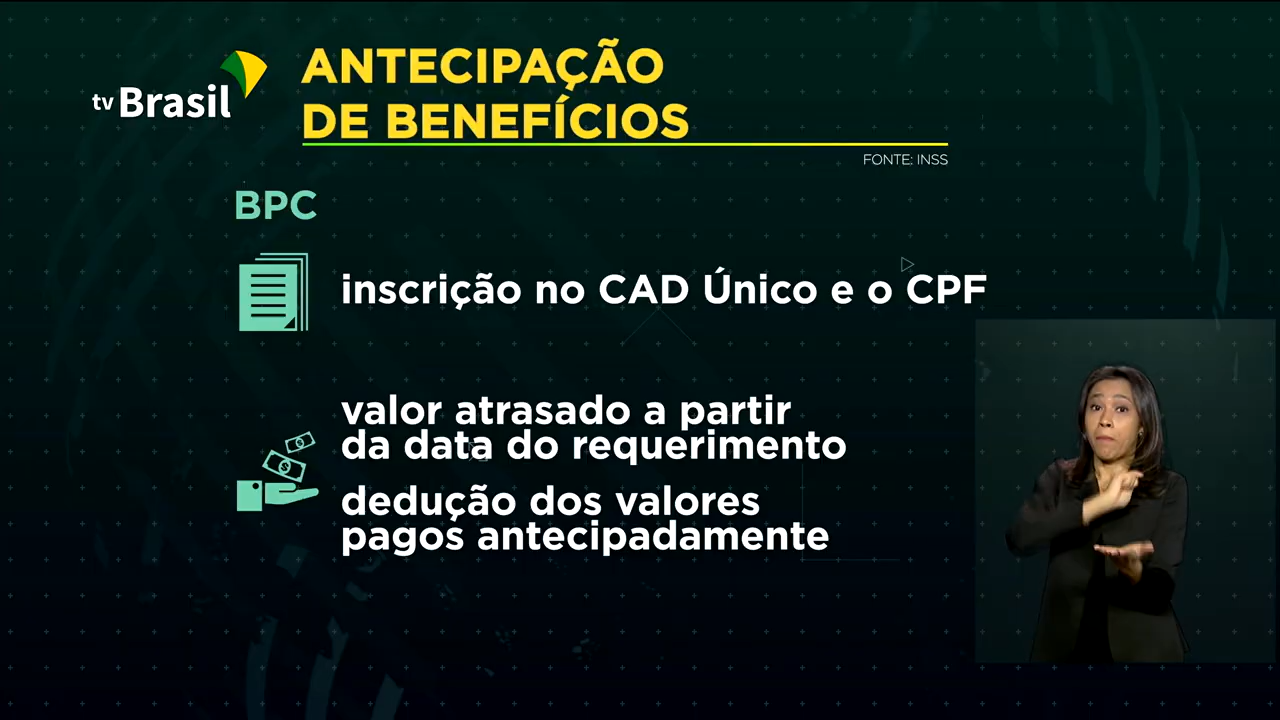 tv Brasil
ANTECIPAÇÃO
DE BENEFÍCIOS
FONTE: INSS
BPC
inscrição no CAD Único e o CPF
valor atrasado a partir
da data do requerimento
dedução dos valores
pagos antecipadamente